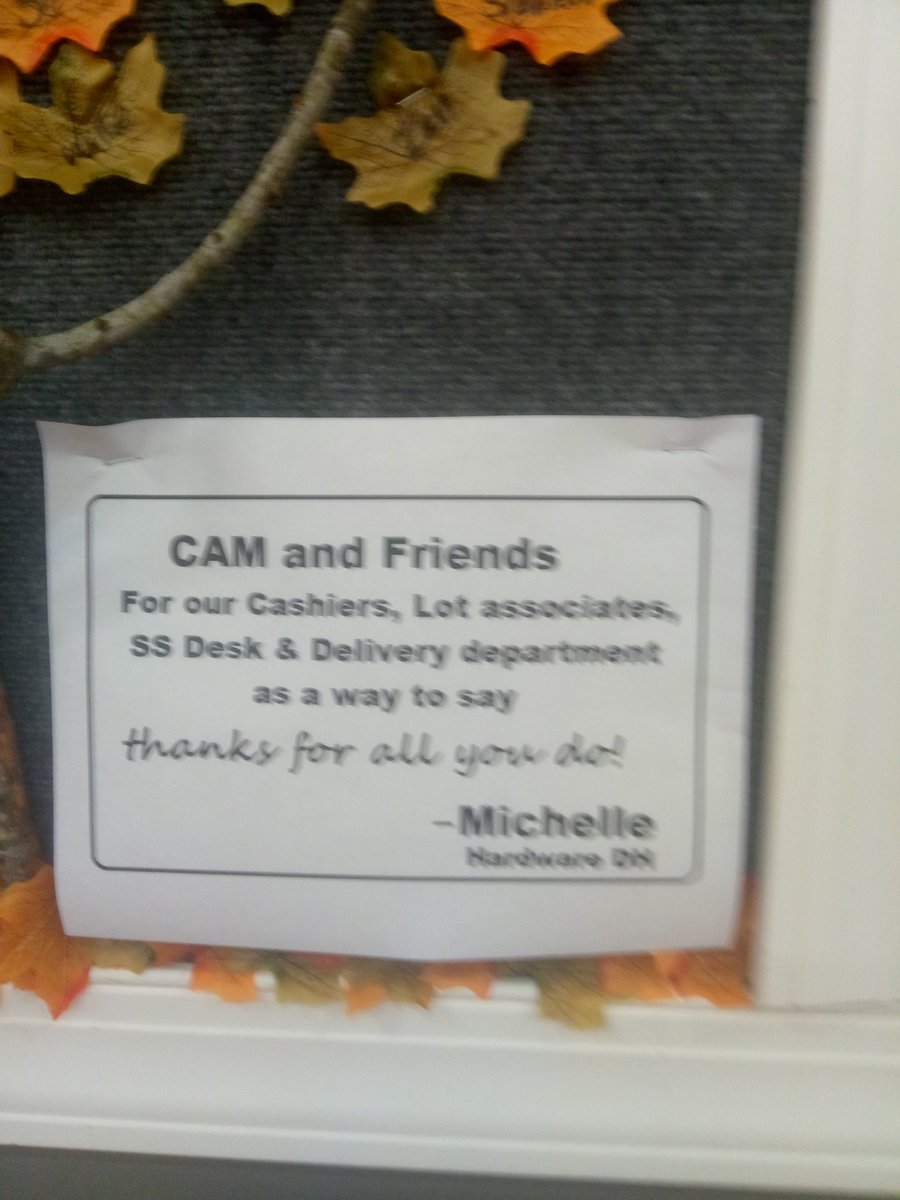 CAM and Friends
For our Cashiers, Lot associates,
SS Desk & Delivery department
as a way to say
thanks for all you do!
–Michelle
Hardware DH